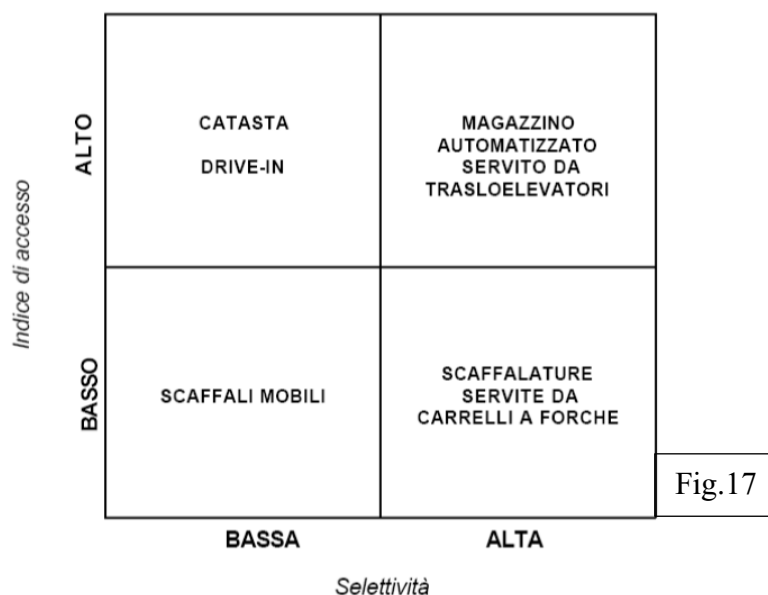 Indice di accesso
ALTO
CATASTA
DRIVE-IN
MAGAZZINO
AUTOMATIZZATO
SERVITO DA
TRASLOELEVATORI
BASSO
SCAFFALI MOBILI
SCAFFALATURE
SERVITE DA
CARRELLI A FORCHE
Fig.17
BASSA
ALTA
Selettività